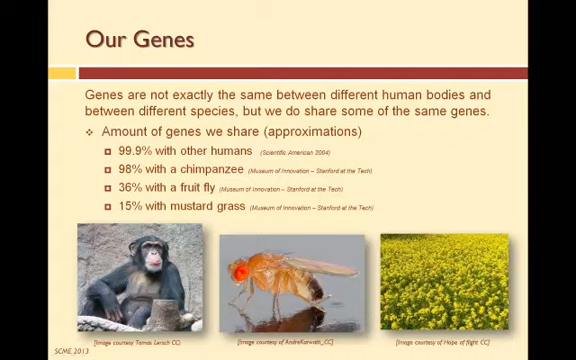 Our Genes
Genes are not exactly the same between different human bodies and
between different species, but we do share some of the same genes.
Amount of genes we share (approximations)
99.9% with other humans (Scientific American 2004)
98% with a chimpanzee (Museum of Innovation – Stanford at the Tech)
36% with a fruit fly (Museum of Innovation – Stanford at the Tech)
15% with mustard grass (Museum of Innovation – Stanford at the Tech)
[Image courtesy Tomas Lersch CC]
[Image courtesy of AndreKarwath_CC]
[Image courtesy of Hope of flight CC]
SCME 2013